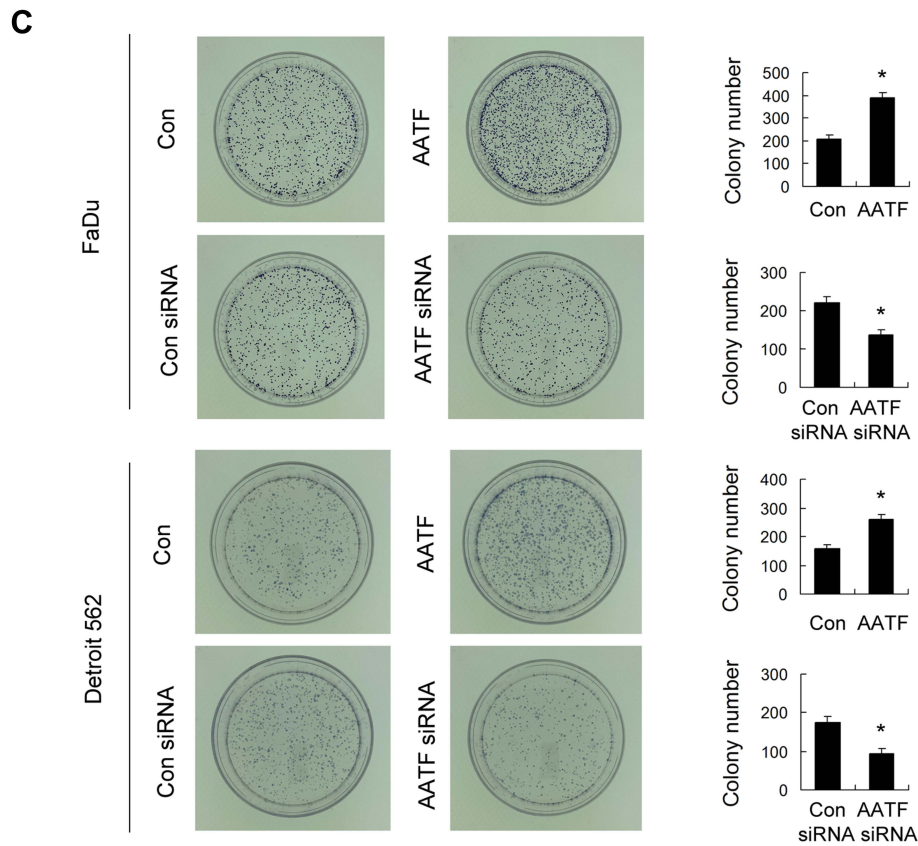 C
FaDu
Con
AATF
Colony number
500
400
300
200
100
0
*
Con AATF
Con siRNA
AATF siRNA
Colony number
300
200
100
0
*
Con AATF
siRNA siRNA
Detroit 562
Con
AATF
Colony number
400
300
200
100
0
*
Con AATF
Con siRNA
AATF siRNA
Colony number
300
200
100
0
*
Con AATF
siRNA siRNA